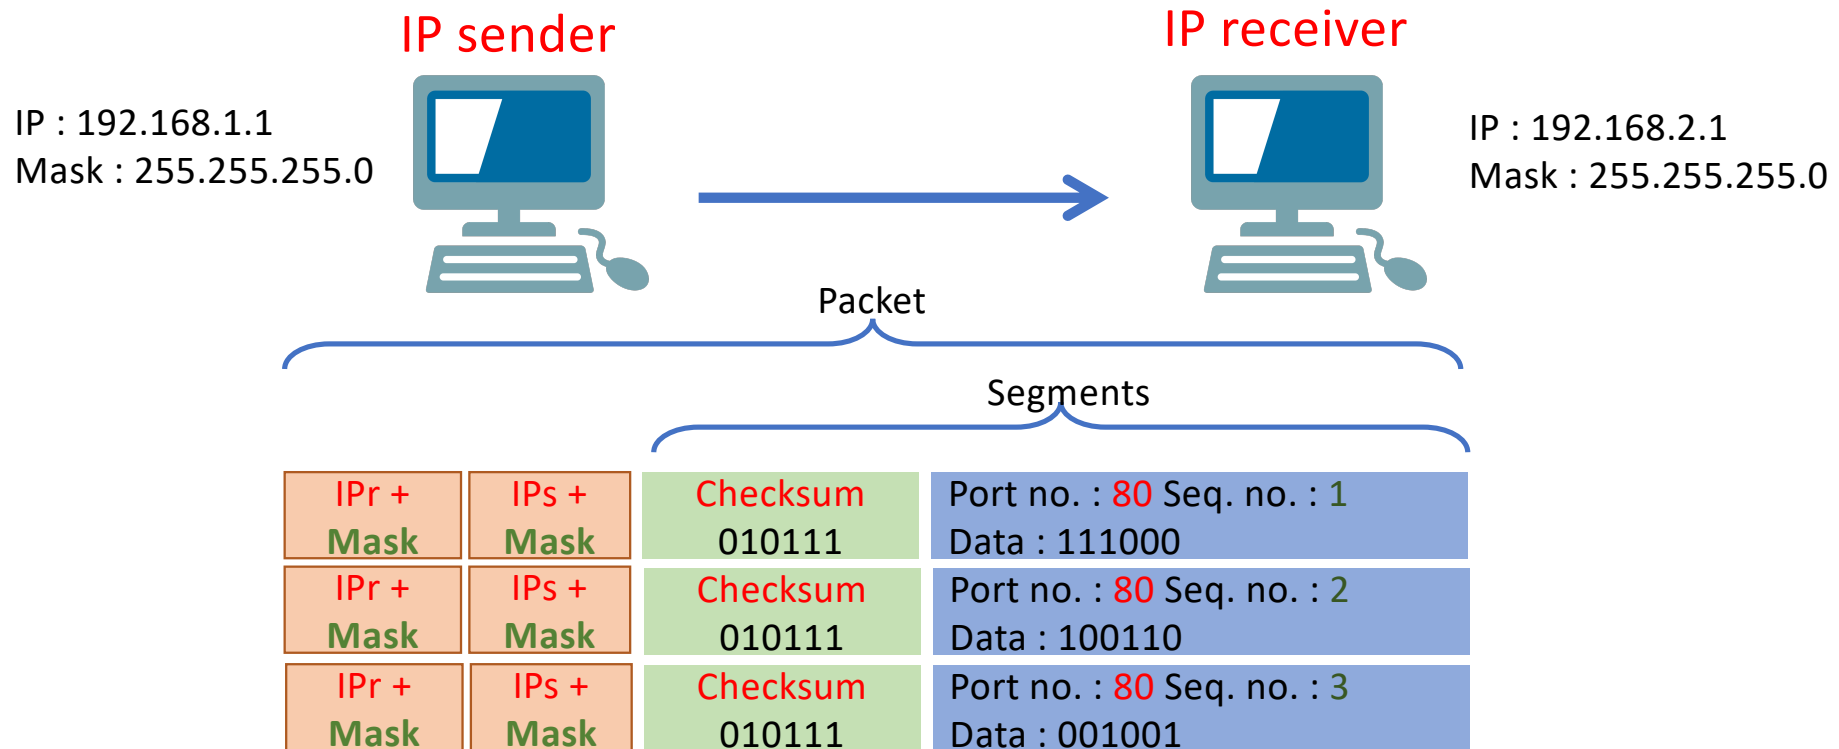 IP sender
IP receiver
IP : 192.168.1.1
Mask : 255.255.255.0
IP : 192.168.2.1
Mask : 255.255.255.0
Packet
Segments
IPr +
Mask
IPs +
Mask
Checksum
010111
Port no. : 80 Seq. no. : 1
Data : 111000
IPr +
Mask
IPs +
Mask
Checksum
010111
Port no. : 80 Seq. no. : 2
Data : 100110
IPr +
Mask
IPs +
Mask
Checksum
010111
Port no. : 80 Seq. no. : 3
Data : 001001